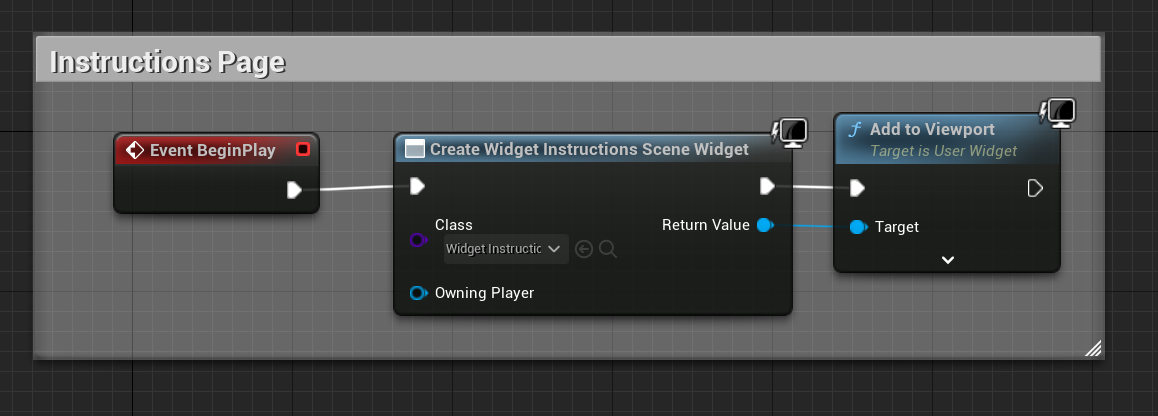 Instructions Page
Event BeginPlay
Create Widget Instructions Scene Widget
Class
Widget Instructic
Return Value
Owning Player
Add to Viewport
Target is User Widget
Target